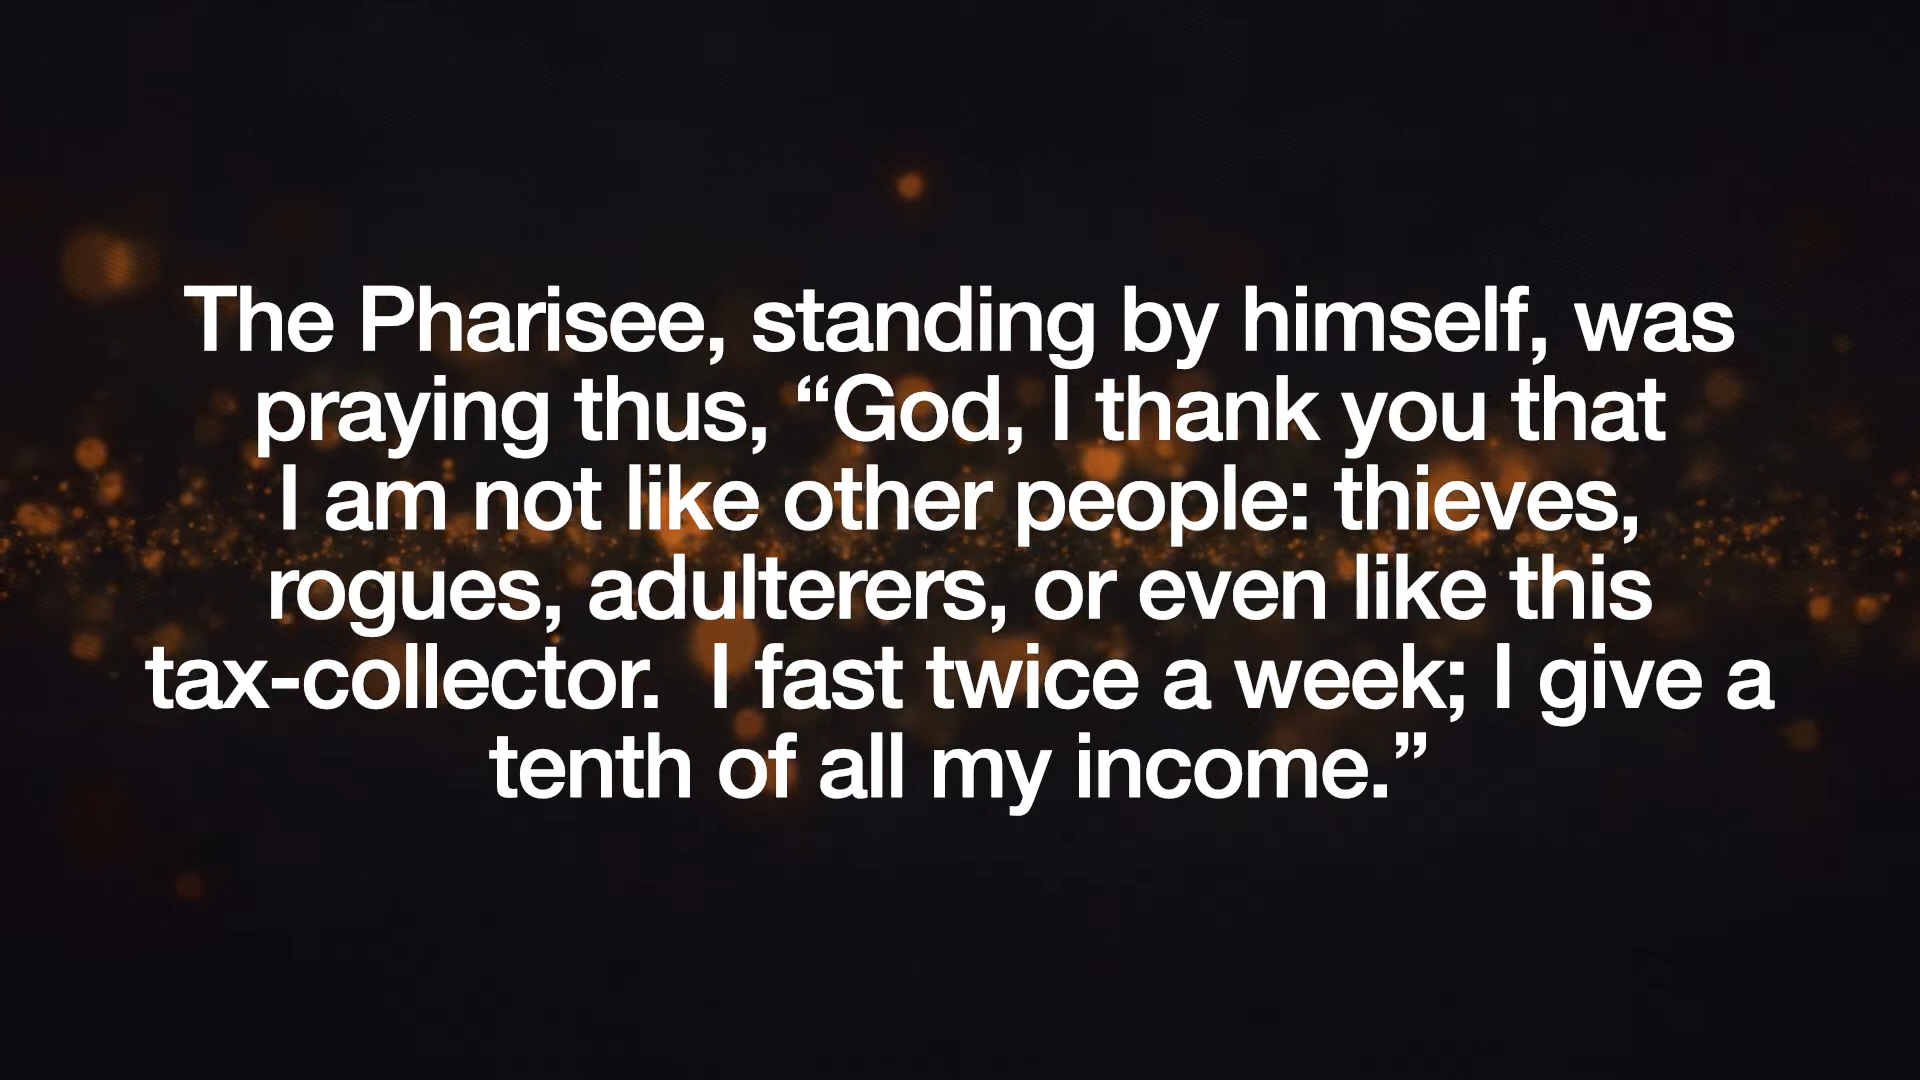 The Pharisee, standing by himself, was
praying thus, “God, I thank you that
I am not like other people: thieves,
rogues, adulterers, or even like this
tax-collector.  I fast twice a week; I give a
tenth of all my income.”